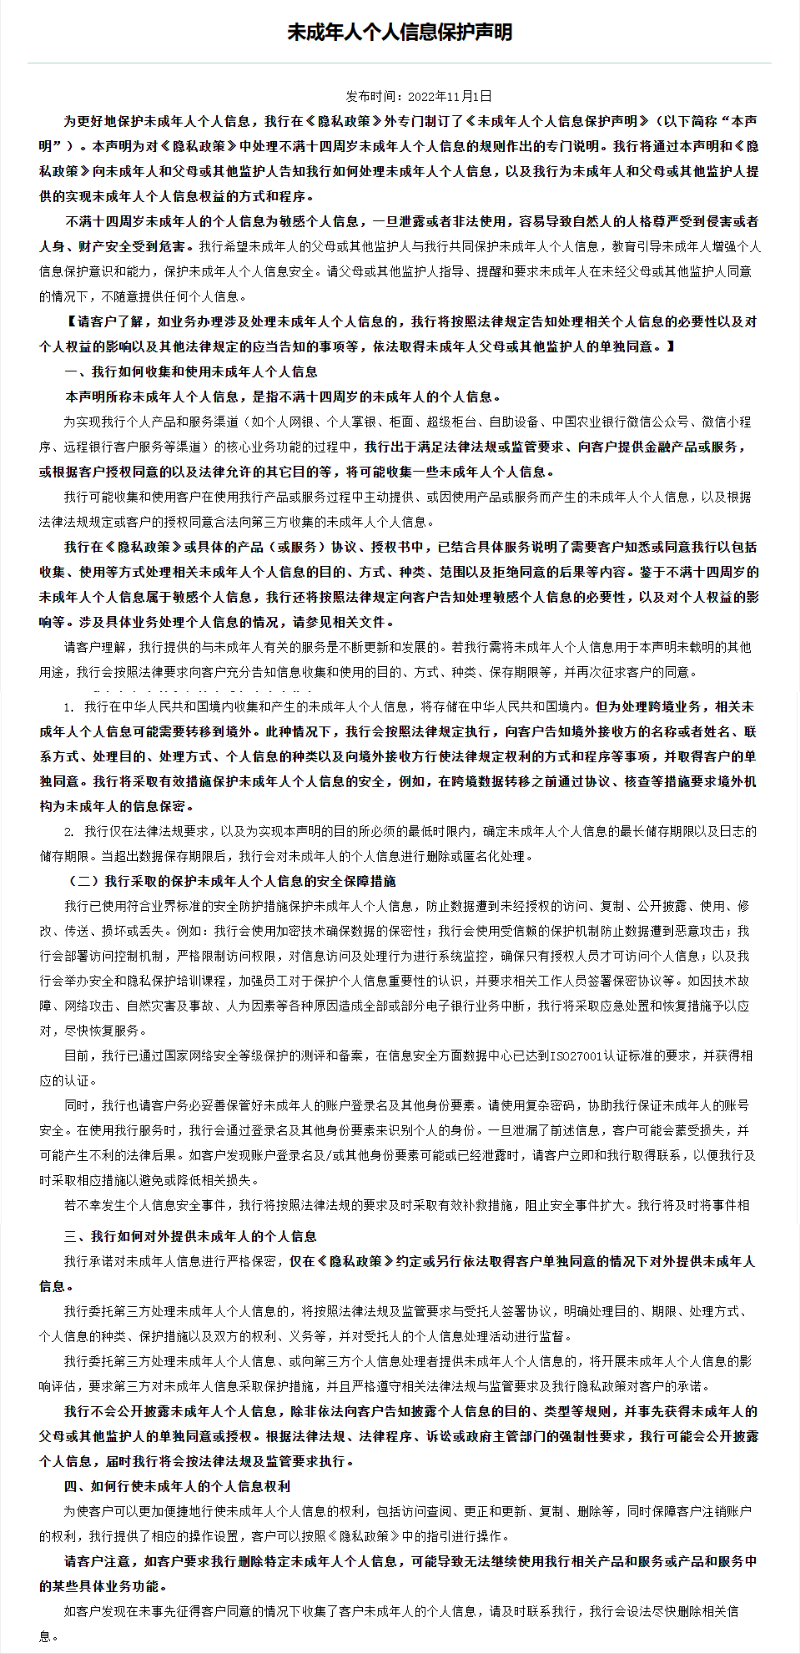 未成年人个人信息保护声明
发布时间：2022年11月1日
为更好地保护未成年人个人信息，我行在《隐私政策》外专门制订了《未成年人个人信息保护声明》（以下简称“本声
明”）。本声明为对《隐私政策》中处理不满十四周岁未成年人个人信息的规则作出的专门说明。我行将通过本声明和《隐
私政策》向未成年人和父母或其他监护人告知我行如何处理未成年人个人信息，以及我行为未成年人和父母或其他监护人提
供的实现未成年人个人信息权益的方式和程序。
不满十四周岁未成年人的个人信息为敏感个人信息，一旦泄露或者非法使用，容易导致自然人的人格尊严受到侵害或者
人身、财产安全受到危害。我行希望未成年人的父母或其他监护人与我行共同保护未成年人个人信息，教育引导未成年人增强个人
信息保护意识和能力，保护未成年人个人信息安全。请父母或其他监护人指导、提醒和要求未成年人在未经父母或其他监护人同意
的情况下，不随意提供任何个人信息。
【请客户了解，如业务办理涉及处理未成年人个人信息的，我行将按照法律规定告知处理相关个人信息的必要性以及对
个人权益的影响以及其他法律规定的应当告知的事项等，依法取得未成年人父母或其他监护人的单独同意。】
一、我行如何收集和使用未成年人个人信息
本声明所称未成年人个人信息，是指不满十四周岁的未成年人的个人信息。
为实现我行个人产品和服务渠道（如个人网银、个人掌银、柜面、超级柜台、自助设备、中国农业银行微信公众号、微信小程
序、远程银行客户服务等渠道）的核心业务功能的过程中，我行出于满足法律法规或监管要求、向客户提供金融产品或服务，
或根据客户授权同意的以及法律允许的其它目的等，将可能收集一些未成年人个人信息。
我行可能收集和使用客户在使用我行产品或服务过程中主动提供、或因使用产品或服务而产生的未成年人个人信息，以及根据
法律法规规定或客户的授权同意合法向第三方收集的未成年人个人信息。
我行在《隐私政策》或具体的产品（或服务）协议、授权书中，已结合具体服务说明了需要客户知悉或同意我行以包括
收集、使用等方式处理相关未成年人个人信息的目的、方式、种类、范围以及拒绝同意的后果等内容。鉴于不满十四周岁的
未成年人个人信息属于敏感个人信息，我行还将按照法律规定向客户告知处理敏感个人信息的必要性，以及对个人权益的影
响等。涉及具体业务处理个人信息的情况，请参见相关文件。
请客户理解，我行提供的与未成年人有关的服务是不断更新和发展的。若我行需将未成年人个人信息用于本声明未载明的其他
用途，我行会按照法律要求向客户充分告知信息收集和使用的目的、方式、种类、保存期限等，并再次征求客户的同意。
1. 我行在中华人民共和国境内收集和产生的未成年人个人信息，将存储在中华人民共和国境内。但为处理跨境业务，相关未
成年人个人信息可能需要转移到境外。此种情况下，我行会按照法律规定执行，向客户告知境外接收方的名称或者姓名、联
系方式、处理目的、处理方式、个人信息的种类以及向境外接收方行使法律规定权利的方式和程序等事项，并取得客户的单
独同意。我行将采取有效措施保护未成年人个人信息的安全，例如，在跨境数据转移之前通过协议、核查等措施要求境外机
构为未成年人的信息保密。
2. 我行仅在法律法规要求，以及为实现本声明的目的所必须的最低时限内，确定未成年人个人信息的最长储存期限以及日志的
储存期限。当超出数据保存期限后，我行会对未成年人的个人信息进行删除或匿名化处理。
（二）我行采取的保护未成年人个人信息的安全保障措施
我行已使用符合业界标准的安全防护措施保护未成年人个人信息，防止数据遭到未经授权的访问、复制、公开披露、使用、修
改、传送、损坏或丢失。例如：我行会使用加密技术确保数据的保密性；我行会使用受信赖的保护机制防止数据遭到恶意攻击；我
行会部署访问控制机制，严格限制访问权限，对信息访问及处理行为进行系统监控，确保只有授权人员才可访问个人信息；以及我
行会举办安全和隐私保护培训课程，加强员工对于保护个人信息重要性的认识，并要求相关工作人员签署保密协议等。如因技术故
障、网络攻击、自然灾害及事故、人为因素等各种原因造成全部或部分电子银行业务中断，我行将采取应急处置和恢复措施予以应
对，尽快恢复服务。
目前，我行已通过国家网络安全等级保护的测评和备案，在信息安全方面数据中心已达到ISO27001认证标准的要求，并获得相
应的认证。
同时，我行也请客户务必妥善保管好未成年人的账户登录名及其他身份要素。请使用复杂密码，协助我行保证未成年人的账号
安全。在使用我行服务时，我行会通过登录名及其他身份要素来识别个人的身份。一旦泄漏了前述信息，客户可能会蒙受损失，并
可能产生不利的法律后果。如客户发现账户登录名及/或其他身份要素可能或已经泄露时，请客户立即和我行取得联系，以便我行及
时采取相应措施以避免或降低相关损失。
若不幸发生个人信息安全事件，我行将按照法律法规的要求及时采取有效补救措施，阻止安全事件扩大。我行将及时将事件相
三、我行如何对外提供未成年人的个人信息
我行承诺对未成年人信息进行严格保密，仅在《隐私政策》约定或另行依法取得客户单独同意的情况下对外提供未成年人
信息。
我行委托第三方处理未成年人个人信息的，将按照法律法规及监管要求与受托人签署协议，明确处理目的、期限、处理方式、
个人信息的种类、保护措施以及双方的权利、义务等，并对受托人的个人信息处理活动进行监督。
我行委托第三方处理未成年人个人信息、或向第三方个人信息处理者提供未成年人个人信息的，将开展未成年人个人信息的影
响评估，要求第三方对未成年人信息采取保护措施，并且严格遵守相关法律法规与监管要求及我行隐私政策对客户的承诺。
我行不会公开披露未成年人个人信息，除非依法向客户告知披露个人信息的目的、类型等规则，并事先获得未成年人的
父母或其他监护人的单独同意或授权。根据法律法规、法律程序、诉讼或政府主管部门的强制性要求，我行可能会公开披露
个人信息，届时我行将会按法律法规及监管要求执行。
四、如何行使未成年人的个人信息权利
为使客户可以更加便捷地行使未成年人个人信息的权利，包括访问查阅、更正和更新、复制、删除等，同时保障客户注销账户
的权利，我行提供了相应的操作设置，客户可以按照《隐私政策》中的指引进行操作。
请客户注意，如客户要求我行删除特定未成年人个人信息，可能导致无法继续使用我行相关产品和服务或产品和服务中
的某些具体业务功能。
如客户发现在未事先征得客户同意的情况下收集了客户未成年人的个人信息，请及时联系我行，我行会设法尽快删除相关信
息。